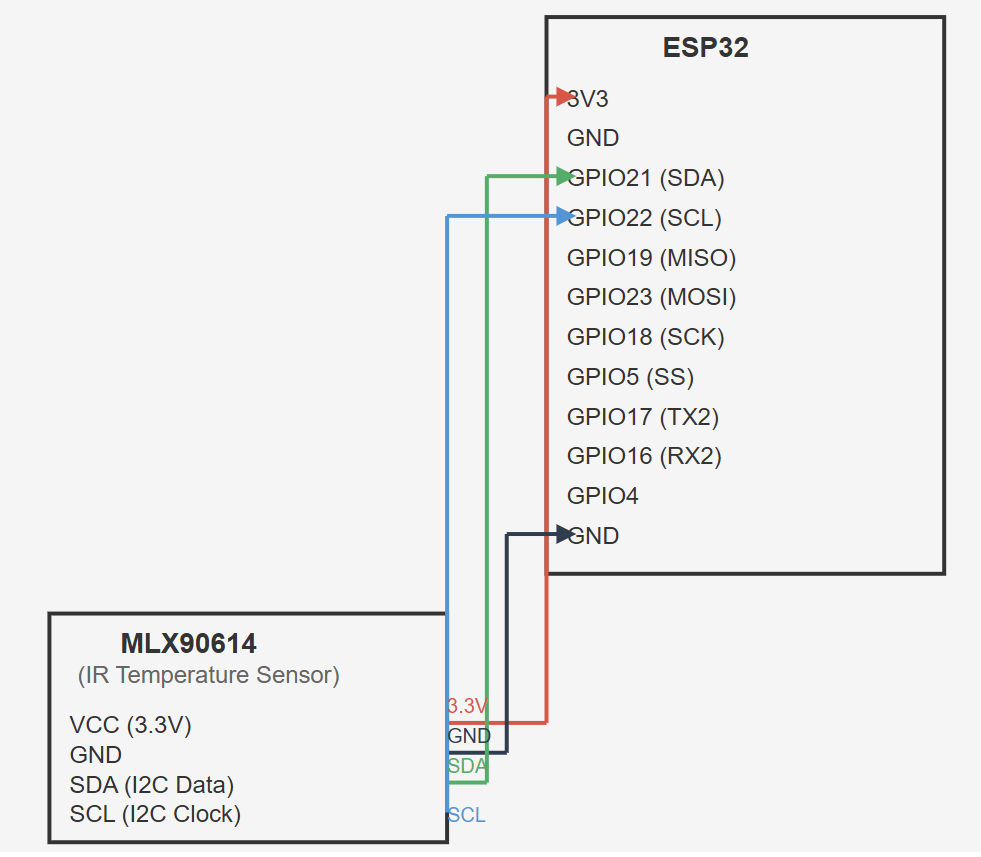 ESP32
3V3
GND
GPIO21 (SDA)
GPIO22 (SCL)
GPIO19 (MISO)
GPIO23 (MOSI)
GPIO18 (SCK)
GPIO5 (SS)
GPIO17 (TX2)
GPIO16 (RX2)
GPIO4
GND
MLX90614
(IR Temperature Sensor)
VCC (3.3V)
GND
SDA (I2C Data)
SCL (I2C Clock)
3.3V
GND
SDA
SCL